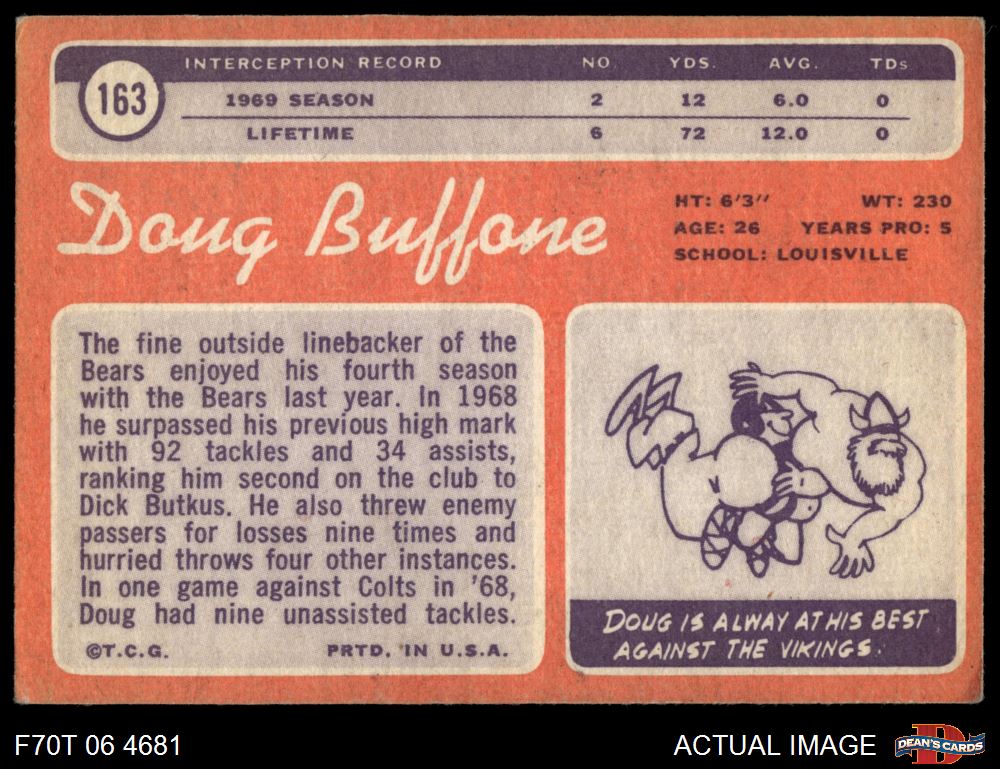 INTERCEPTION RECORD NO. YDS. AVG. TDs
163
1969 SEASON 2 12 6.0 0
LIFETIME 6 72 12.0 0
Doug Buffone
HT: 6'3" WT: 230
AGE: 26 YEARS PRO: 5
SCHOOL: LOUISVILLE
The fine outside linebacker of the
Bears enjoyed his fourth season
with the Bears last year. In 1968
he surpassed his previous high mark
with 92 tackles and 34 assists,
ranking him second on the club to
Dick Butkus. He also threw enemy
passers for losses nine times and
hurried throws four other instances.
In one game against Colts in '68,
Doug had nine unassisted tackles.
©T.C.G. PRTD. IN U.S.A.
DOUG IS ALWAY AT HIS BEST
AGAINST THE VIKINGS.
F70T 06 4681
ACTUAL IMAGE
D
DEAN'S CARDS